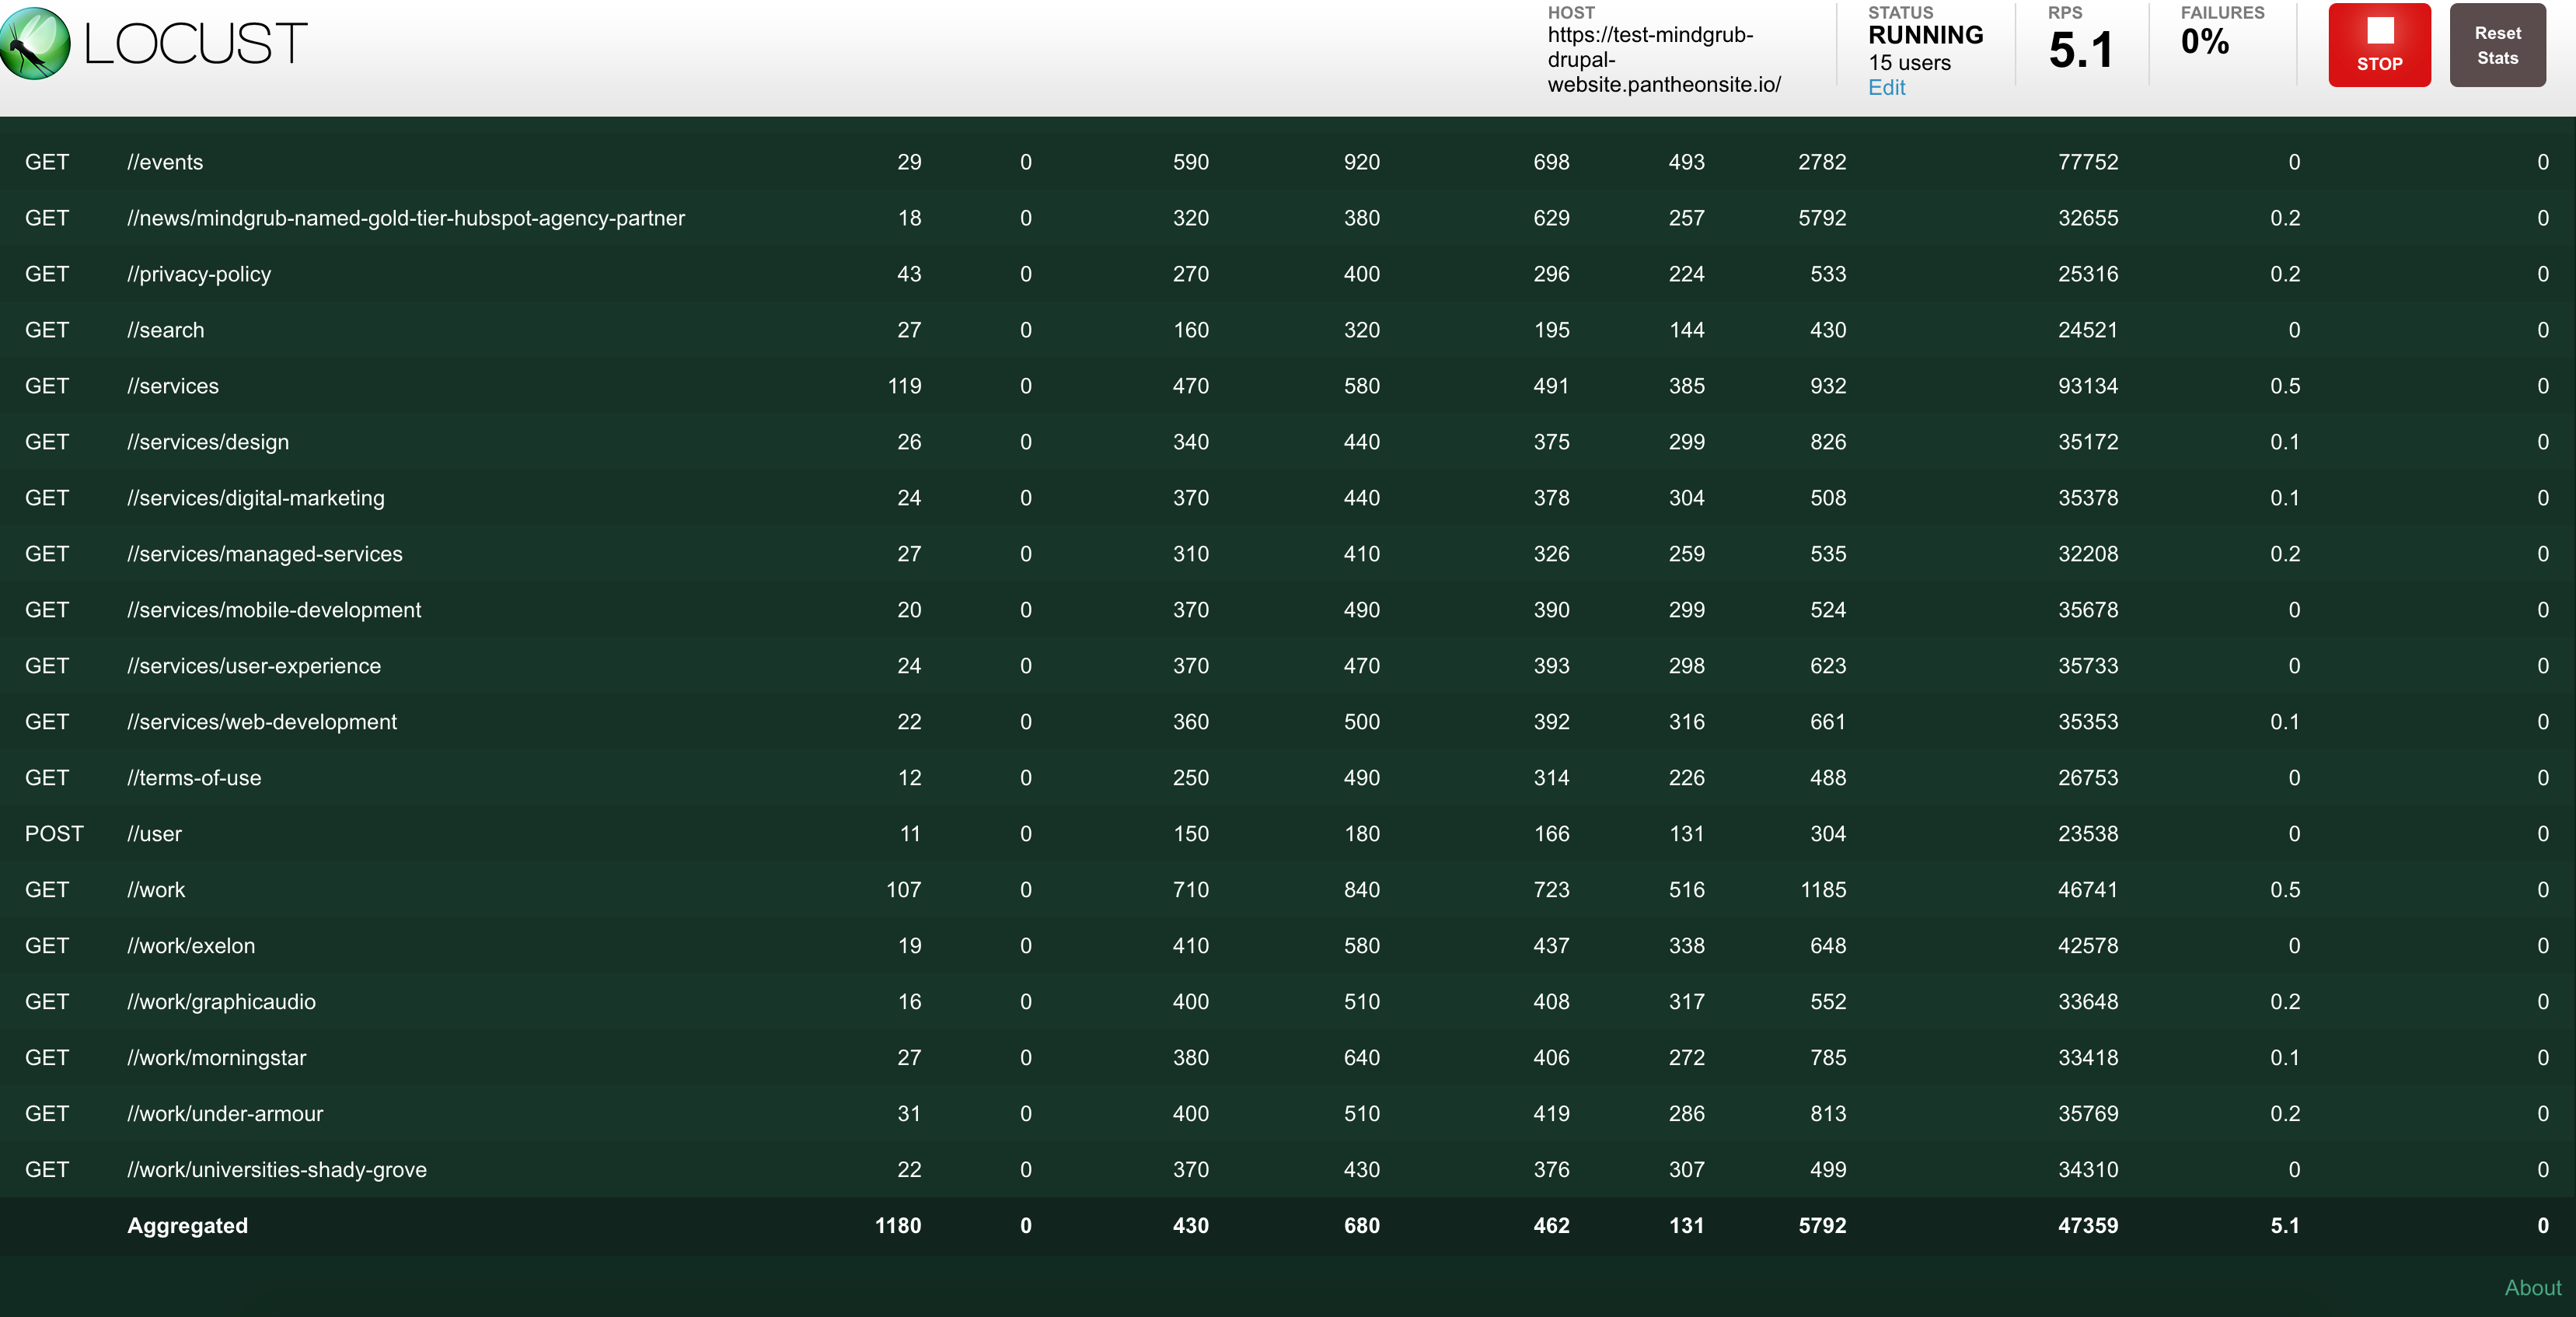 LOCUST
HOST
https://test-mindgrub-
drupal-
website.pantheonsite.io/
STATUS
RUNNING
15 users
Edit
RPS
5.1
FAILURES
0%
STOP
Reset
Stats
GET //events 29 0 590 920 698 493 2782 77752 0 0
GET //news/mindgrub-named-gold-tier-hubspot-agency-partner 18 0 320 380 629 257 5792 32655 0.2 0
GET //privacy-policy 43 0 270 400 296 224 533 25316 0.2 0
GET //search 27 0 160 320 195 144 430 24521 0 0
GET //services 119 0 470 580 491 385 932 93134 0.5 0
GET //services/design 26 0 340 440 375 299 826 35172 0.1 0
GET //services/digital-marketing 24 0 370 440 378 304 508 35378 0.1 0
GET //services/managed-services 27 0 310 410 326 259 535 32208 0.2 0
GET //services/mobile-development 20 0 370 490 390 299 524 35678 0 0
GET //services/user-experience 24 0 370 470 393 298 623 35733 0 0
GET //services/web-development 22 0 360 500 392 316 661 35353 0.1 0
GET //terms-of-use 12 0 250 490 314 226 488 26753 0 0
POST //user 11 0 150 180 166 131 304 23538 0 0
GET //work 107 0 710 840 723 516 1185 46741 0.5 0
GET //work/exelon 19 0 410 580 437 338 648 42578 0 0
GET //work/graphicaudio 16 0 400 510 408 317 552 33648 0.2 0
GET //work/morningstar 27 0 380 640 406 272 785 33418 0.1 0
GET //work/under-armour 31 0 400 510 419 286 813 35769 0.2 0
GET //work/universities-shady-grove 22 0 370 430 376 307 499 34310 0 0
Aggregated 1180 0 430 680 462 131 5792 47359 5.1 0
About